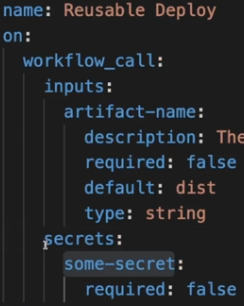 name: Reusable Deploy
on:
  workflow_call:
    inputs:
      artifact-name:
        description: The
        required: false
        default: dist
        type: string
    secrets:
      some-secret:
        required: false